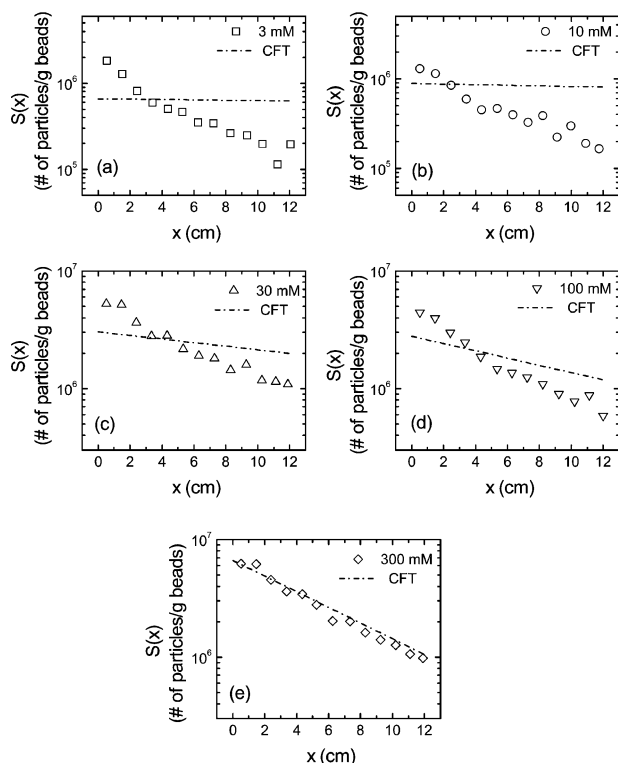 3 mM
CFT
S(x)
(# of particles/g beads)
10^6
10^5
(a)
0 2 4 6 8 10 12
x (cm)
10 mM
CFT
S(x)
(# of particles/g beads)
10^6
10^5
(b)
0 2 4 6 8 10 12
x (cm)
30 mM
CFT
S(x)
(# of particles/g beads)
10^7
10^6
(c)
0 2 4 6 8 10 12
x (cm)
100 mM
CFT
S(x)
(# of particles/g beads)
10^7
10^6
(d)
0 2 4 6 8 10 12
x (cm)
300 mM
CFT
S(x)
(# of particles/g beads)
10^7
10^6
(e)
0 2 4 6 8 10 12
x (cm)